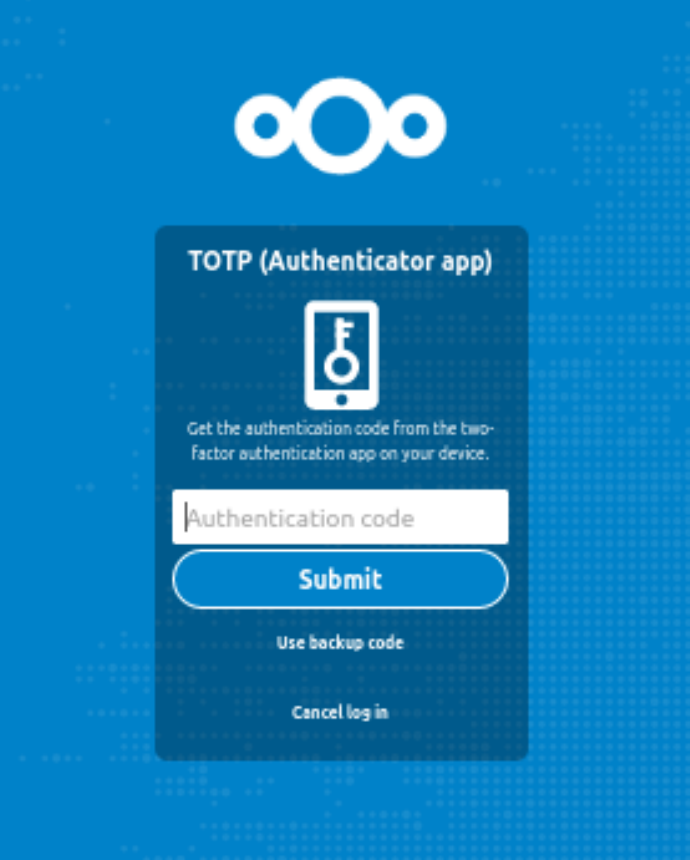 TOTP (Authenticator app)
Get the authentication code from the two-
factor authentication app on your device.
Authentication code
Submit
Use backup code
Cancel log in